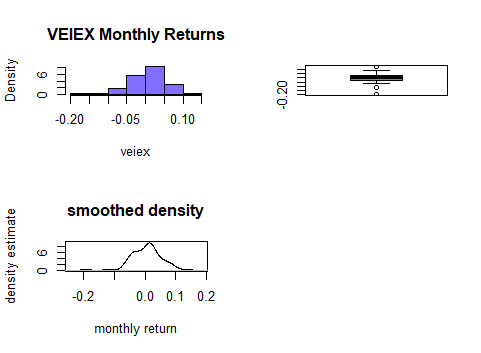 VEIEX Monthly Returns
Density
6
0
-0.20 -0.05 0.10
veiex
-0.20
smoothed density
density estimate
6
0
-0.2 0.0 0.1 0.2
monthly return